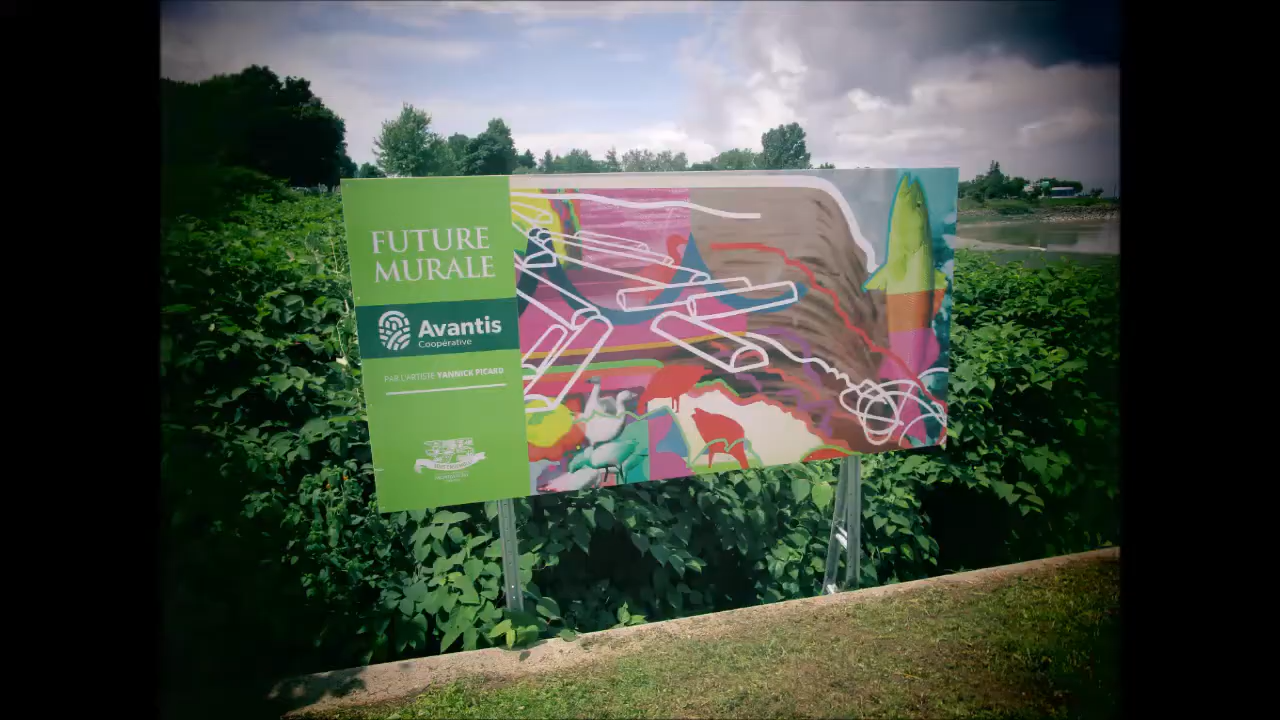 FUTURE
MURALE
Avantis
Coopérative
PAR L'ARTISTE YANNICK PICARD